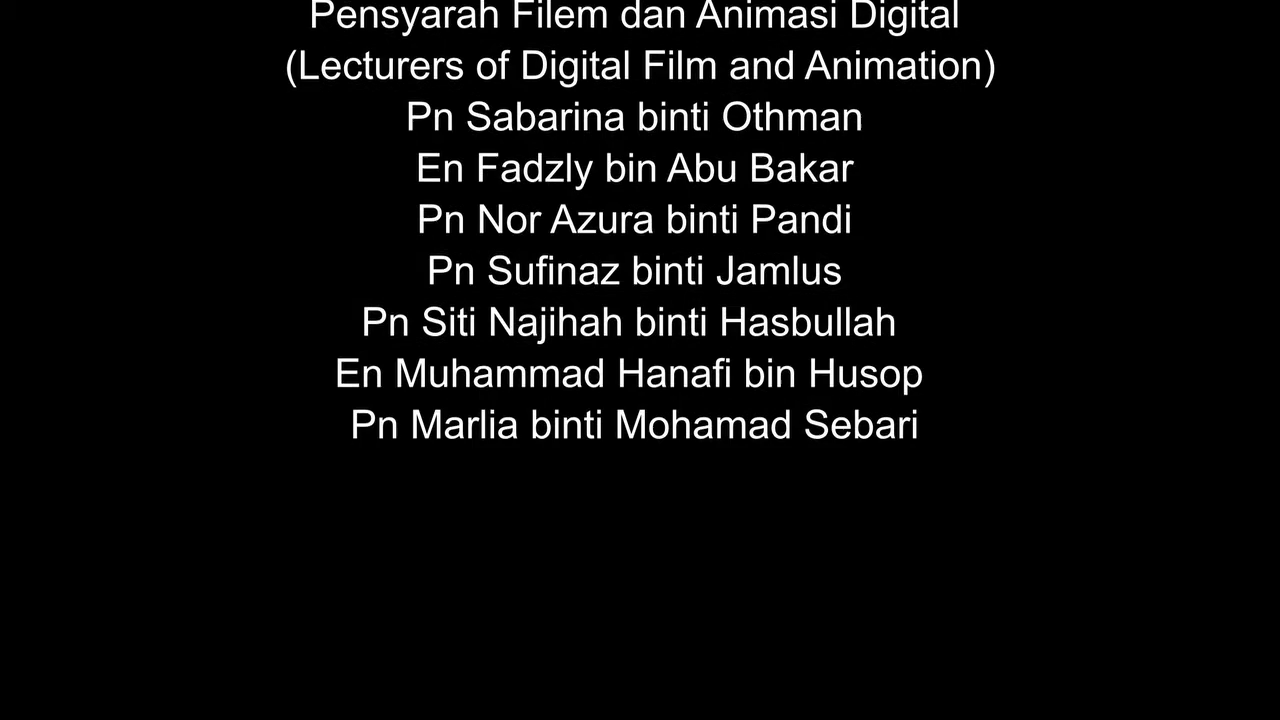 Pensyarah Filem dan Animasi Digital
(Lecturers of Digital Film and Animation)
Pn Sabarina binti Othman
En Fadzly bin Abu Bakar
Pn Nor Azura binti Pandi
Pn Sufinaz binti Jamlus
Pn Siti Najihah binti Hasbullah
En Muhammad Hanafi bin Husop
Pn Marlia binti Mohamad Sebari